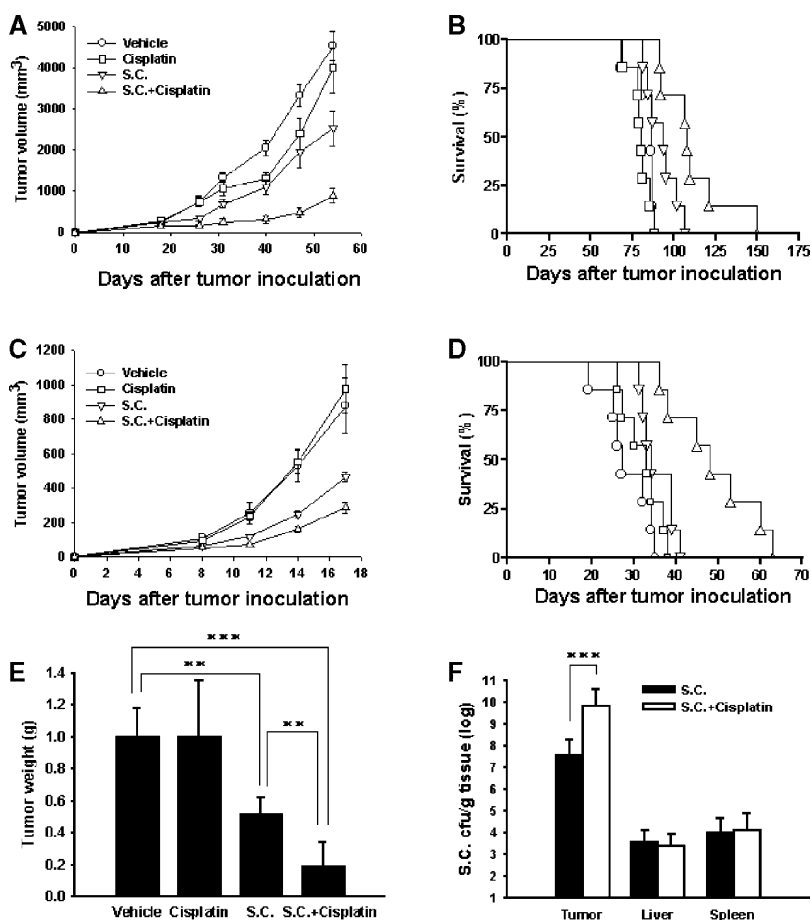 A
Tumor volume (mm3)
5000
4000
3000
2000
1000
0
Vehicle
Cisplatin
S.C.
S.C.+Cisplatin
0 10 20 30 40 50 60
Days after tumor inoculation
B
Survival (%)
100
75
50
25
0
0 25 50 75 100 125 150 175
Days after tumor inoculation
C
Tumor volume (mm3)
1200
1000
800
600
400
200
0
Vehicle
Cisplatin
S.C.
S.C.+Cisplatin
0 2 4 6 8 10 12 14 16 18
Days after tumor inoculation
D
Survival (%)
100
75
50
25
0
0 10 20 30 40 50 60 70
Days after tumor inoculation
E
Tumor weight (g)
1.4
1.2
1.0
0.8
0.6
0.4
0.2
0.0
***
**
**
Vehicle Cisplatin S.C. S.C.+Cisplatin
F
S.C. cfu/g tissue (log)
11
10
9
8
7
6
5
4
3
2
1
***
S.C.
S.C.+Cisplatin
Tumor Liver Spleen